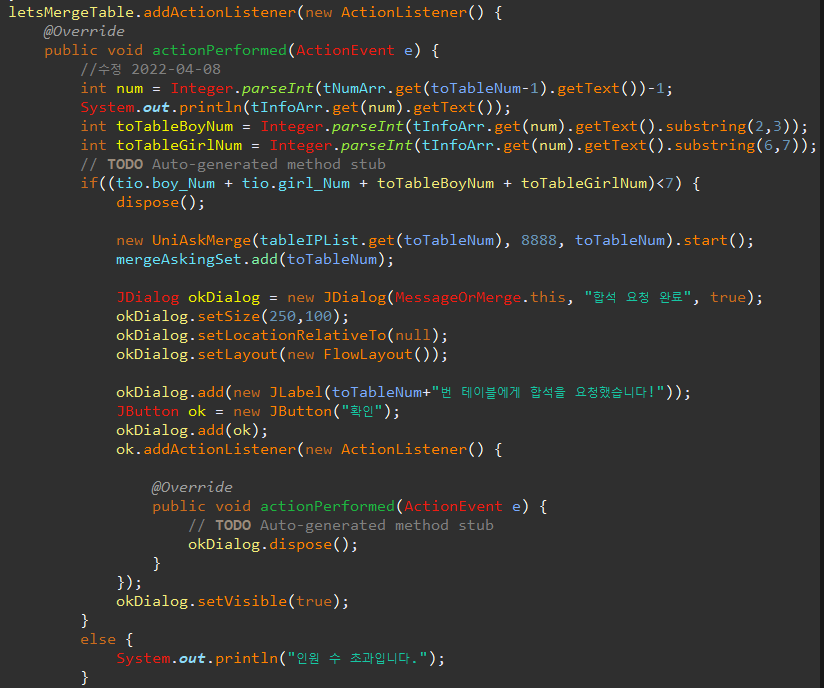 letsMergeTable.addActionListener(new ActionListener() {
@Override
public void actionPerformed(ActionEvent e) {
//수정 2022-04-08
int num = Integer.parseInt(tNumArr.get(toTableNum-1).getText())-1;
System.out.println(tInfoArr.get(num).getText());
int toTableBoyNum = Integer.parseInt(tInfoArr.get(num).getText().substring(2,3));
int toTableGirlNum = Integer.parseInt(tInfoArr.get(num).getText().substring(6,7));
// TODO Auto-generated method stub
if((tio.boy_Num + tio.girl_Num + toTableBoyNum + toTableGirlNum)<7) {
dispose();
new UniAskMerge(tableIPList.get(toTableNum), 8888, toTableNum).start();
mergeAskingSet.add(toTableNum);
JDialog okDialog = new JDialog(MessageOrMerge.this, "합석 요청 완료", true);
okDialog.setSize(250,100);
okDialog.setLocationRelativeTo(null);
okDialog.setLayout(new FlowLayout());
okDialog.add(new JLabel(toTableNum+"번 테이블에게 합석을 요청했습니다!"));
JButton ok = new JButton("확인");
okDialog.add(ok);
ok.addActionListener(new ActionListener() {
@Override
public void actionPerformed(ActionEvent e) {
// TODO Auto-generated method stub
okDialog.dispose();
}
});
okDialog.setVisible(true);
}
else {
System.out.println("인원 수 초과입니다.");
}